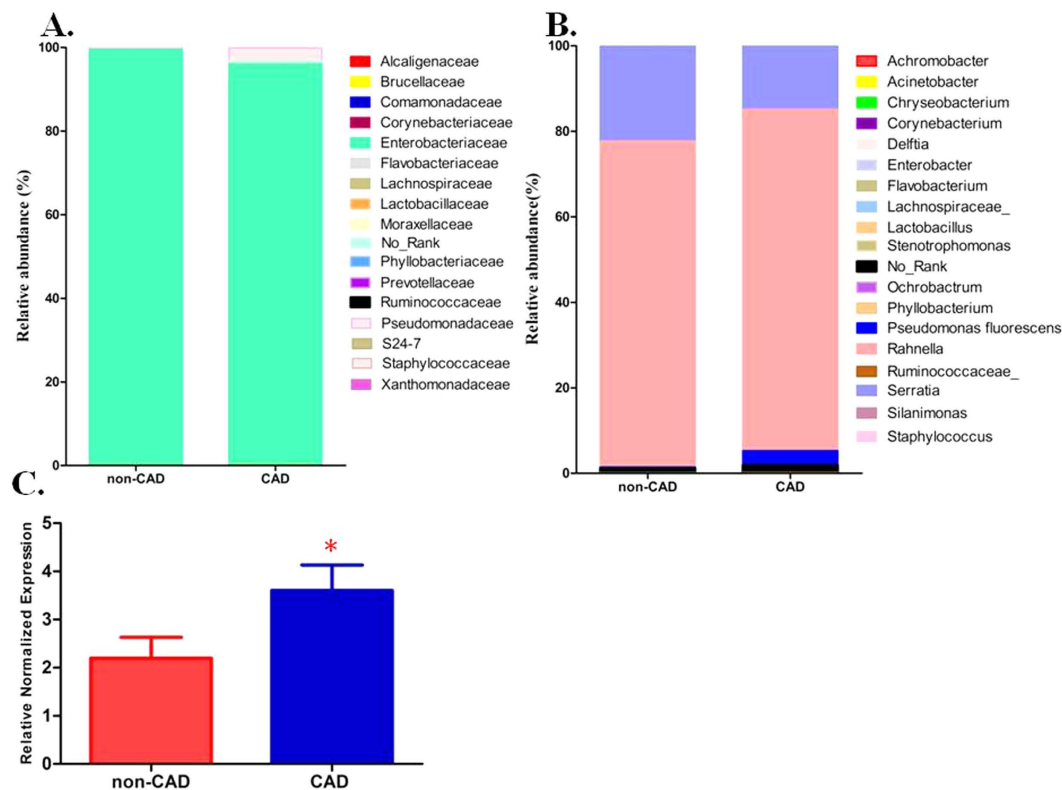 A.
Relative abundance (%)
100
80
60
40
20
0
non-CAD
CAD
Alcaligenaceae
Brucellaceae
Comamonadaceae
Corynebacteriaceae
Enterobacteriaceae
Flavobacteriaceae
Lachnospiraceae
Lactobacillaceae
Moraxellaceae
No_Rank
Phyllobacteriaceae
Prevotellaceae
Ruminococcaceae
Pseudomonadaceae
S24-7
Staphylococcaceae
Xanthomonadaceae
B.
Relative abundance(%)
100
80
60
40
20
0
non-CAD
CAD
Achromobacter
Acinetobacter
Chryseobacterium
Corynebacterium
Delftia
Enterobacter
Flavobacterium
Lachnospiraceae_
Lactobacillus
Stenotrophomonas
No_Rank
Ochrobactrum
Phyllobacterium
Pseudomonas fluorescens
Rahnella
Ruminococcaceae_
Serratia
Silanimonas
Staphylococcus
C.
Relative Normalized Expression
5
4
3
2
1
0
*
non-CAD
CAD